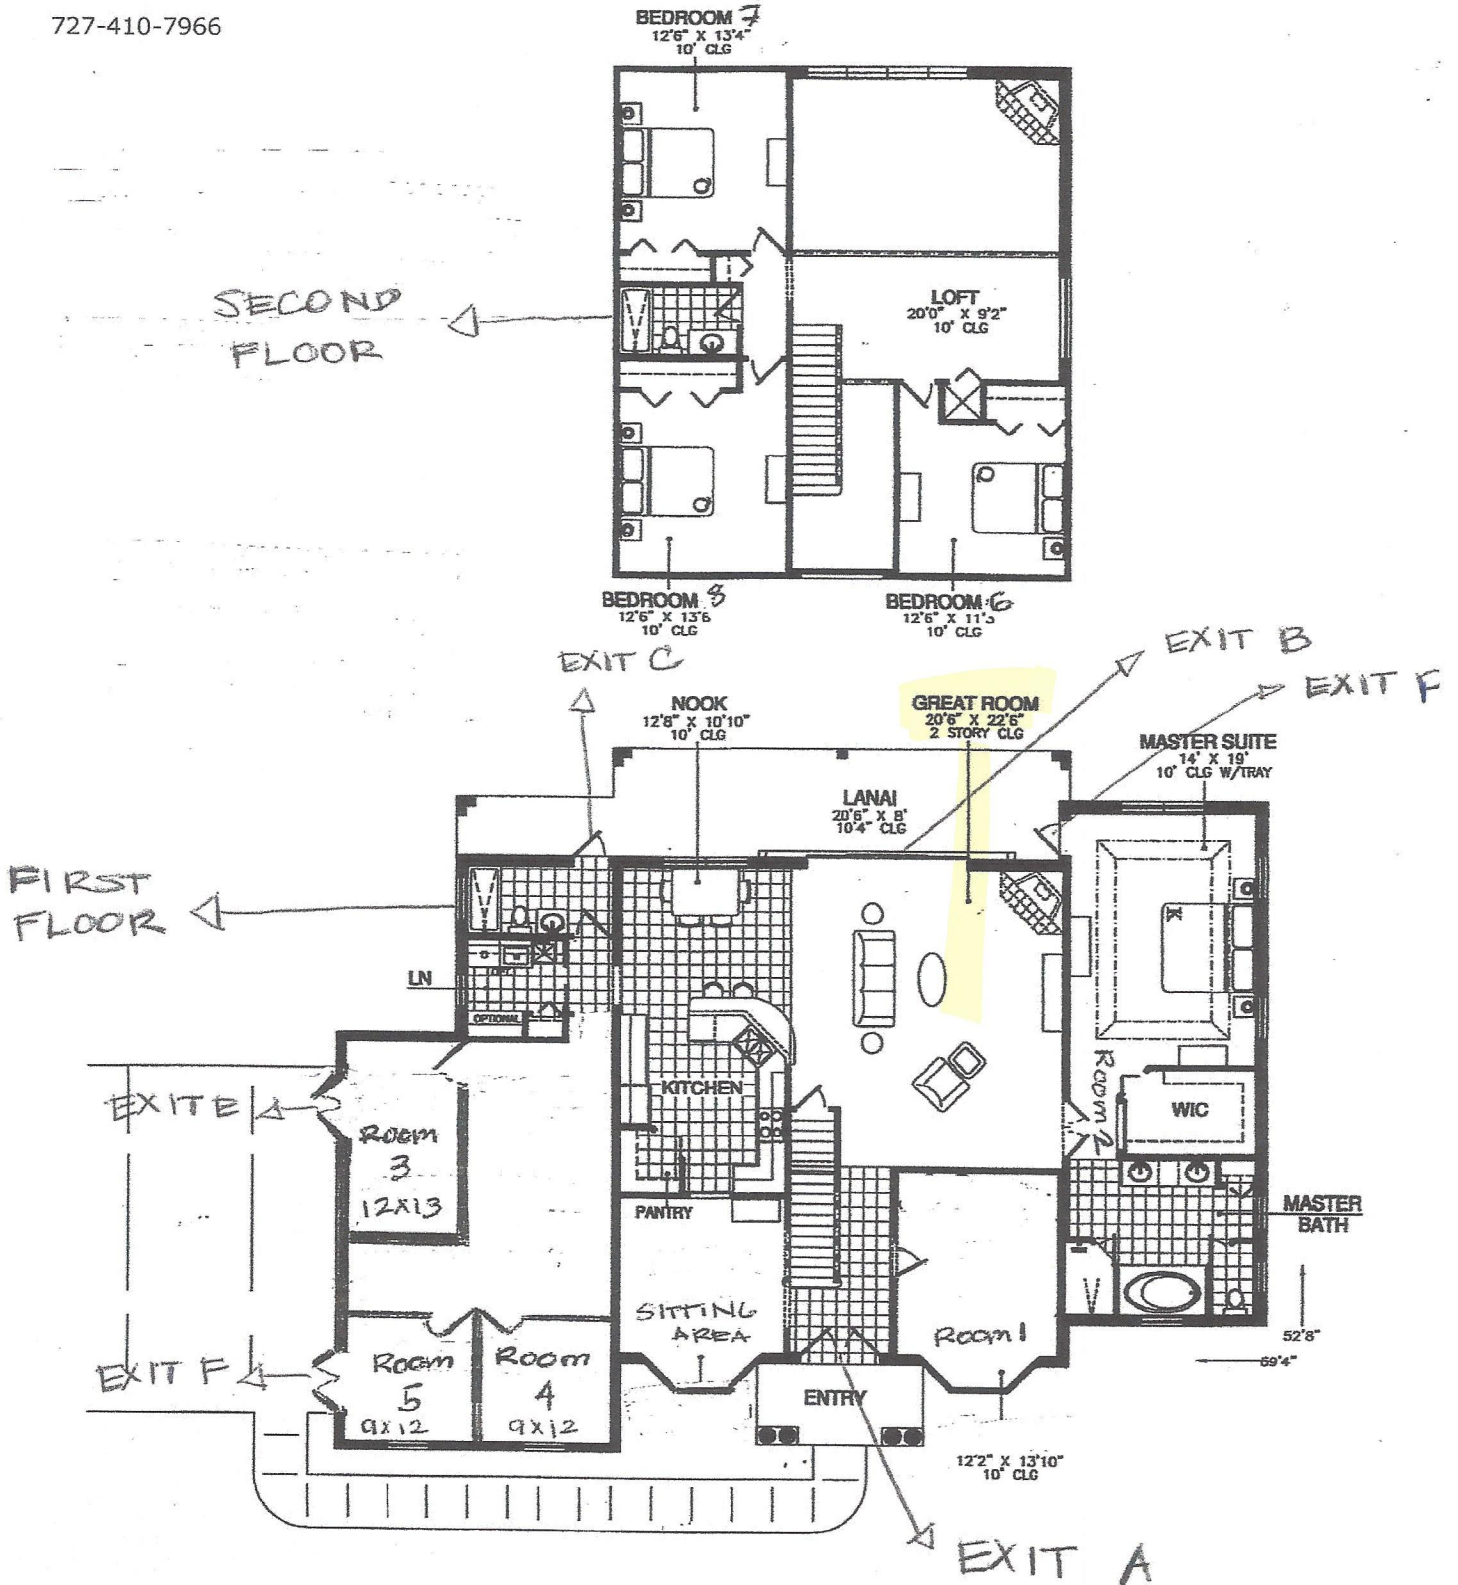 727-410-7966
BEDROOM 7
12'6" X 13'4"
10' CLG
LOFT
20'0" X 9'2"
10' CLG
SECOND
FLOOR
BEDROOM 8
12'6" X 13'6
10' CLG
BEDROOM 6
12'6" X 11'
10' CLG
EXIT C
EXIT B
EXIT F
NOOK
12'8" X 10'10"
10' CLG
GREAT ROOM
20'6" X 22'6"
2 STORY CLG
MASTER SUITE
14' X 19'
10' CLG W/TRAY
LANAI
20'6" X 8'
10'4" CLG
FIRST
FLOOR
K
LN
OPTIONAL
KITCHEN
Room 2
WIC
EXIT E
Room
3
12X13
PANTRY
MASTER
BATH
SITTING
AREA
Room 1
52'8"
69'4"
EXIT F
Room
5
9X12
Room
4
9X12
ENTRY
12'2" X 13'10"
10' CLG
EXIT A